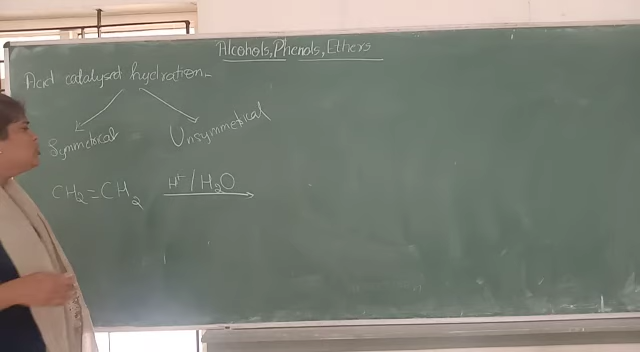 Alcohols, Phenols, Ethers
Acid catalysed hydration-
Symmetrical Unsymmetrical
CH₂=CH₂ H⁺/H₂O